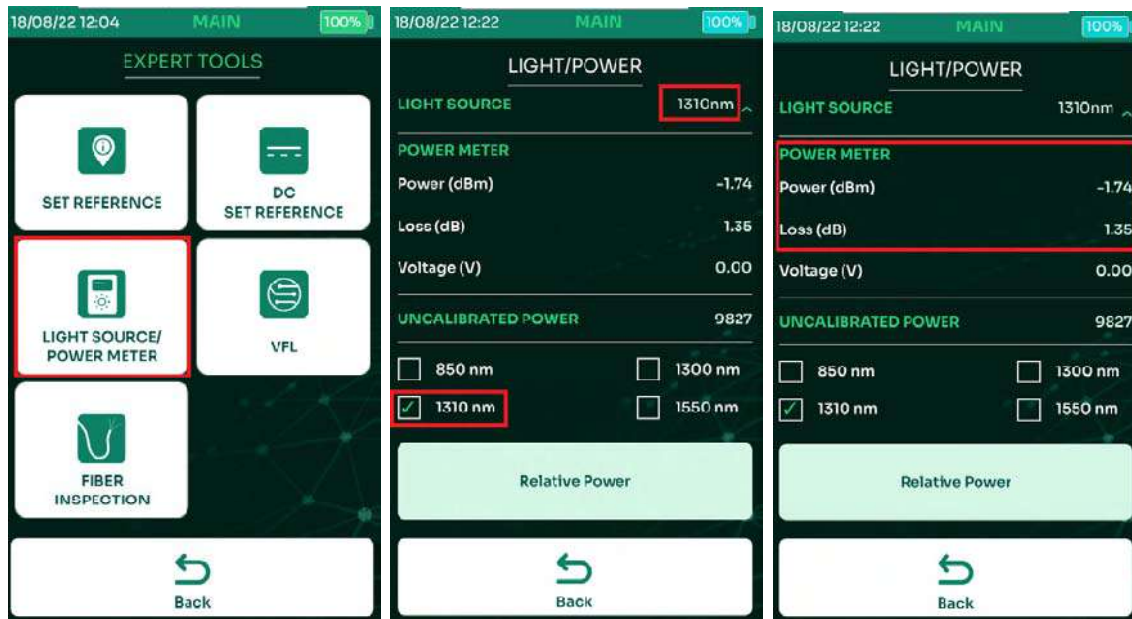 18/08/22 12:04 MAIN 100%
EXPERT TOOLS
SET REFERENCE
DC
SET REFERENCE
LIGHT SOURCE/
POWER METER
VFL
FIBER
INSPECTION
Back
18/08/22 12:22 MAIN 100%
LIGHT/POWER
LIGHT SOURCE 1310nm
POWER METER
Power (dBm) -1.74
Loss (dB) 1.35
Voltage (V) 0.00
UNCALIBRATED POWER 9827
850 nm 1300 nm
1310 nm 1550 nm
Relative Power
Back
18/08/22 12:22 MAIN 100%
LIGHT/POWER
LIGHT SOURCE 1310nm
POWER METER
Power (dBm) -1.74
Loss (dB) 1.35
Voltage (V) 0.00
UNCALIBRATED POWER 9827
850 nm 1300 nm
1310 nm 1550 nm
Relative Power
Back